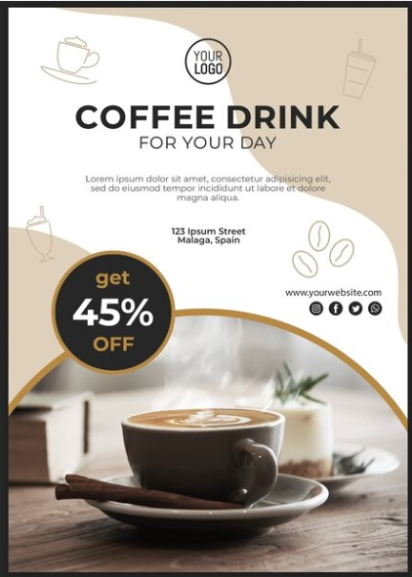 YOUR
LOGO
COFFEE DRINK
FOR YOUR DAY
Lorem ipsum dolor sit amet, consectetur adipisicing elit,
sed do eiusmod tempor incididunt ut labore et dolore
magna aliqua.
123 Ipsum Street
Malaga, Spain
get
45%
OFF
www.yourwebsite.com